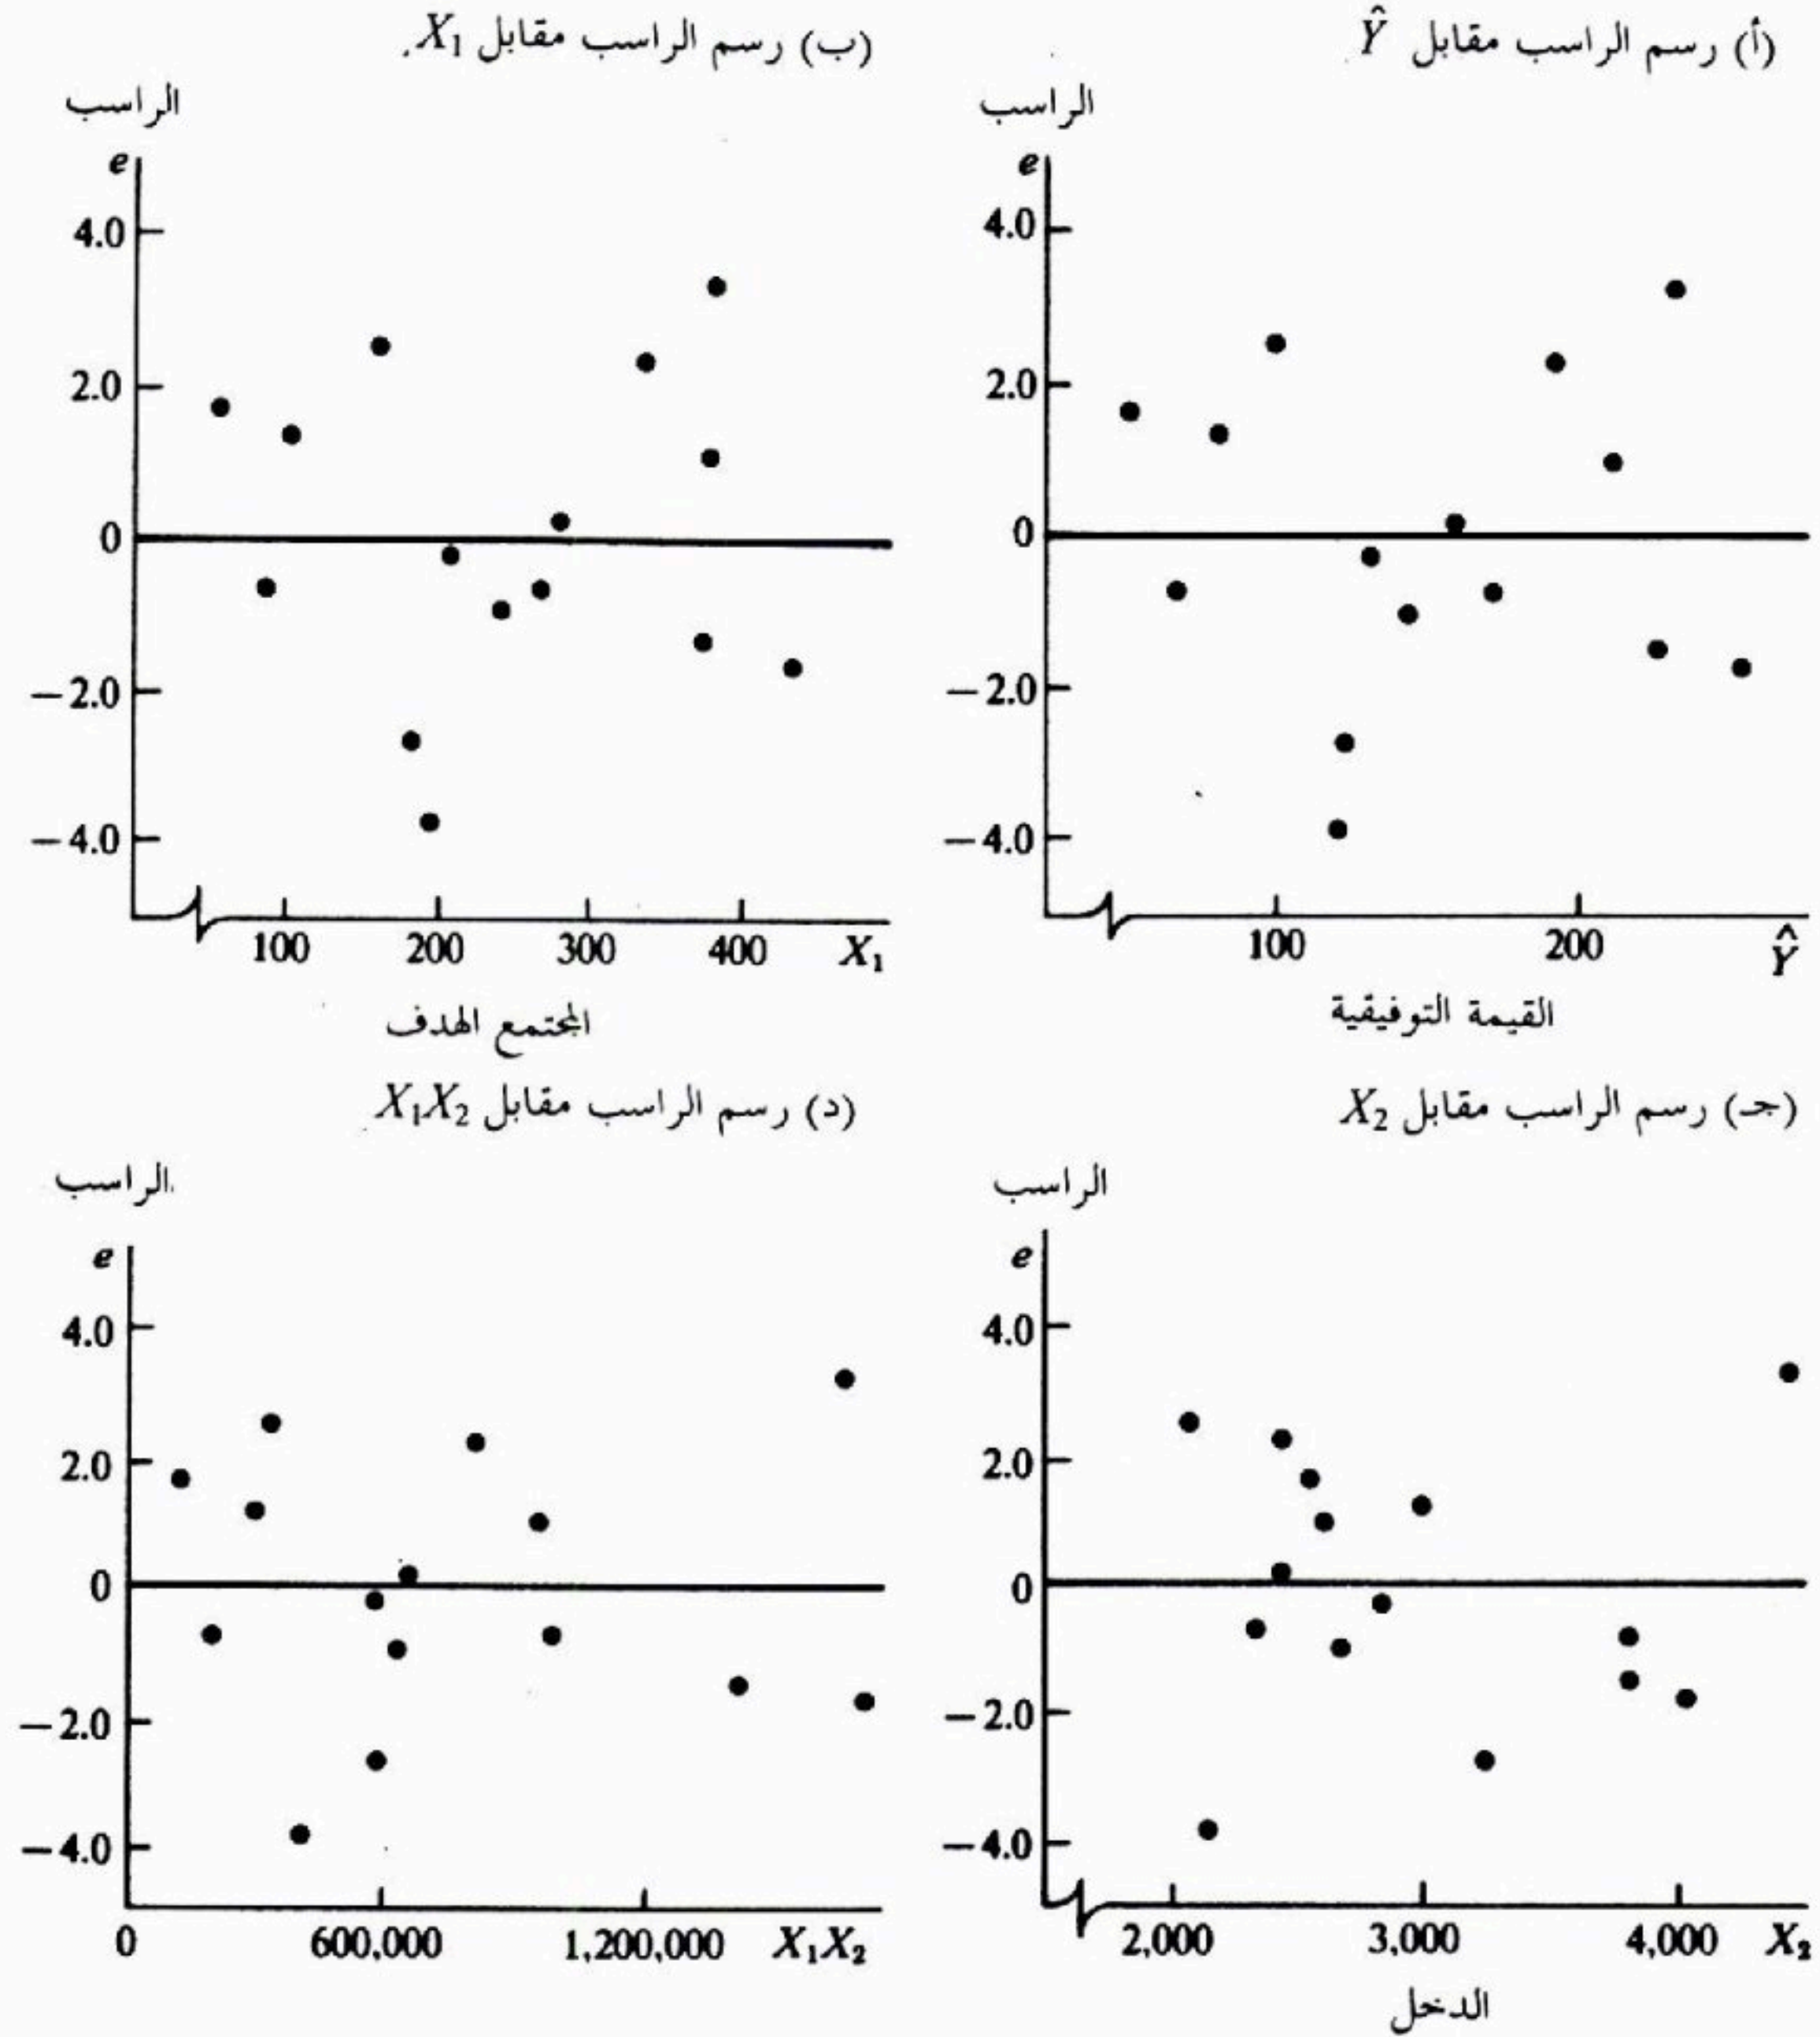 (أ) رسم الراسب مقابل Ŷ
الراسب
e
4.0
2.0
0
−2.0
−4.0
100 200 Ŷ
القيمة التوفيقية
(ب) رسم الراسب مقابل X₁
الراسب
e
4.0
2.0
0
−2.0
−4.0
100 200 300 400 X₁
المجتمع الهدف
(جـ) رسم الراسب مقابل X₂
الراسب
e
4.0
2.0
0
−2.0
−4.0
2,000 3,000 4,000 X₂
الدخل
(د) رسم الراسب مقابل X₁X₂
الراسب
e
4.0
2.0
0
−2.0
−4.0
0 600,000 1,200,000 X₁X₂